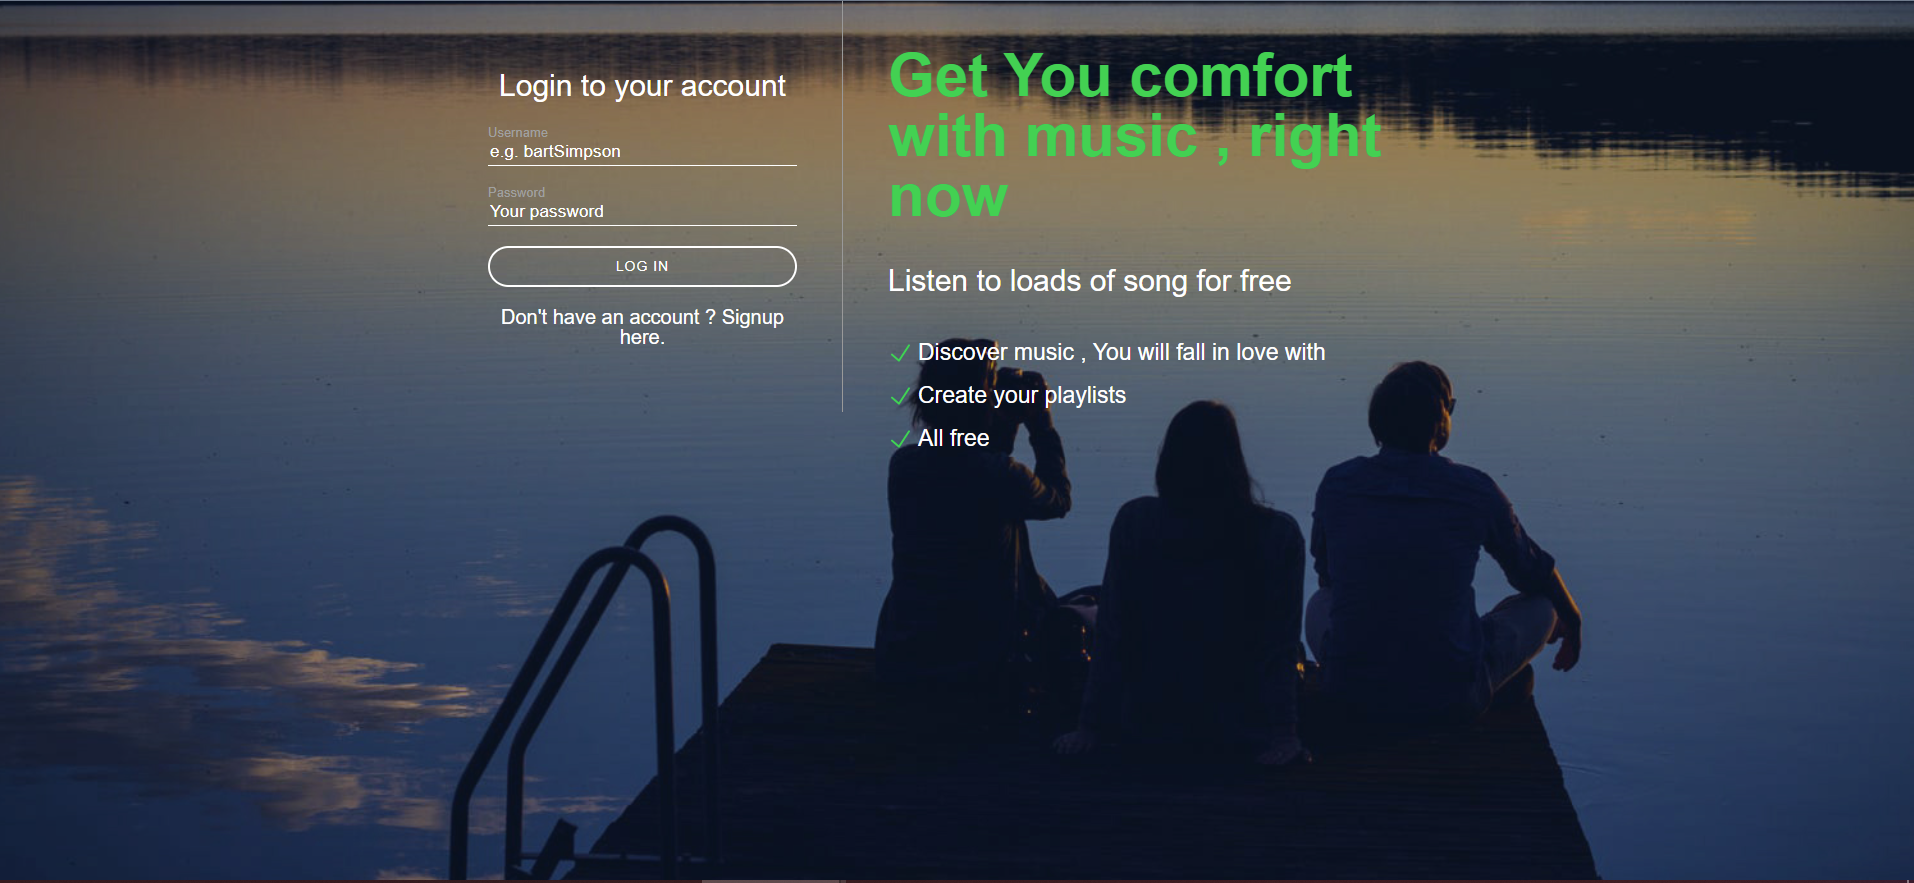 Login to your account
Username
e.g. bartSimpson
Password
Your password
LOG IN
Don't have an account ? Signup
here.
Get You comfort
with music , right
now
Listen to loads of song for free
Discover music , You will fall in love with
Create your playlists
All free